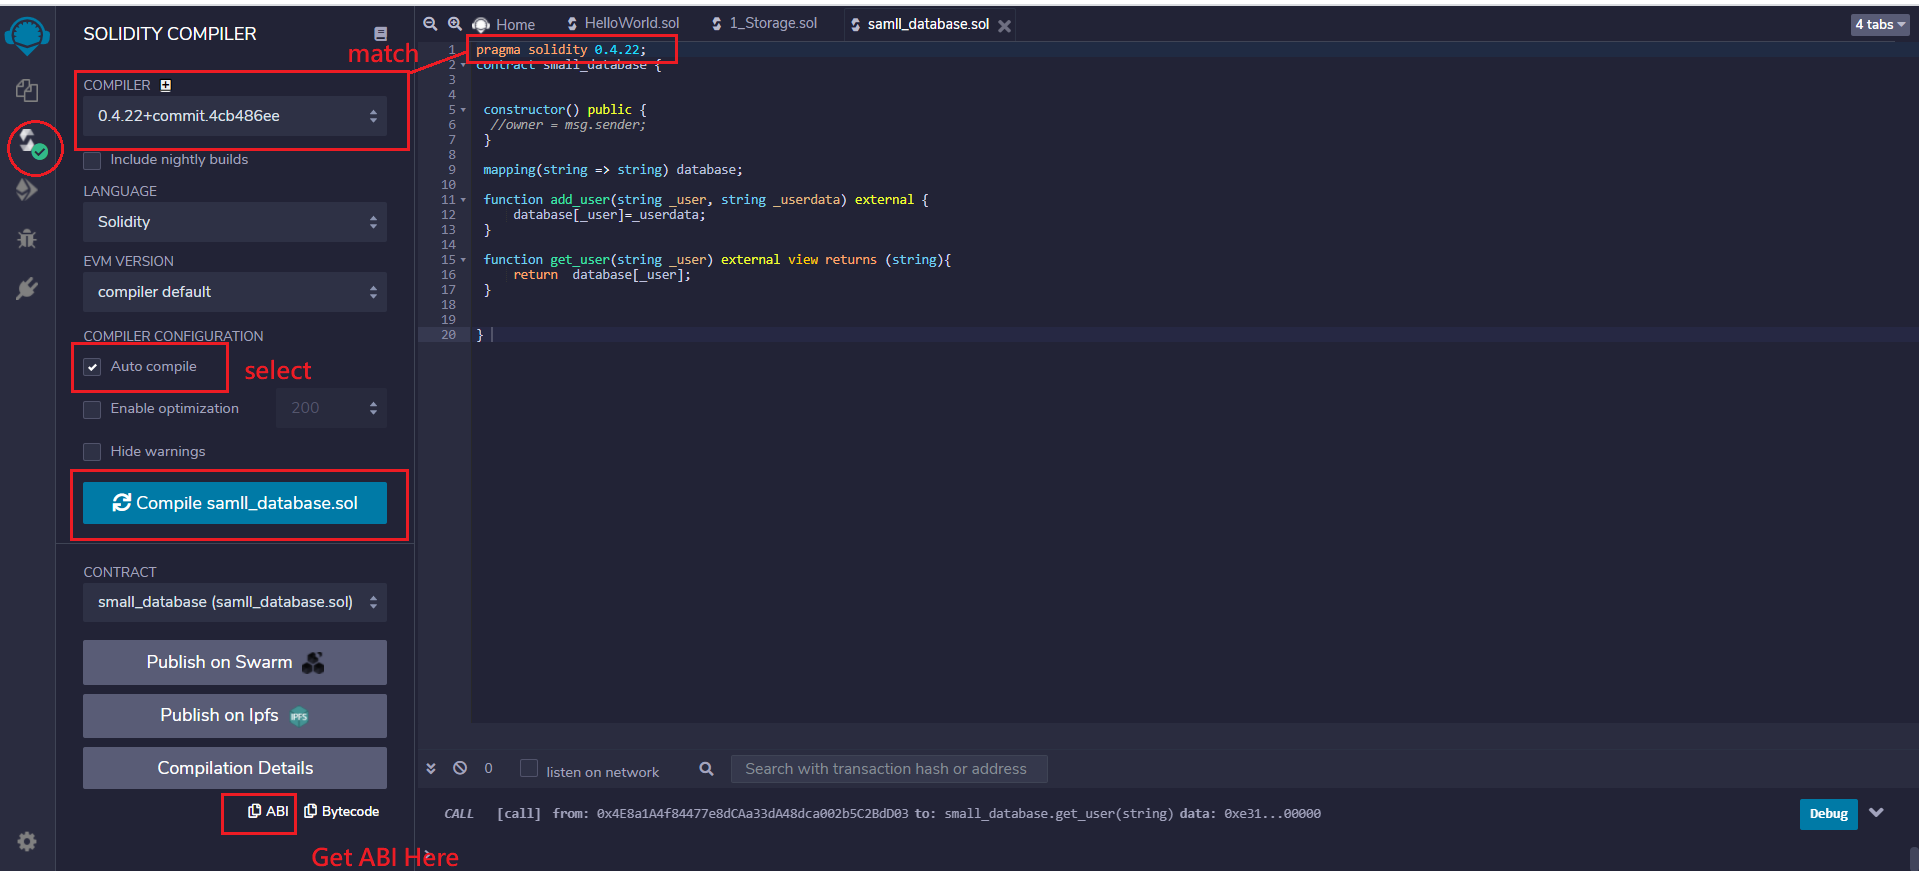 SOLIDITY COMPILER
match
COMPILER
0.4.22+commit.4cb486ee
Include nightly builds
LANGUAGE
Solidity
EVM VERSION
compiler default
COMPILER CONFIGURATION
Auto compile
select
Enable optimization 200
Hide warnings
Compile samll_database.sol
CONTRACT
small_database (samll_database.sol)
Publish on Swarm
Publish on Ipfs IPFS
Compilation Details
ABI Bytecode
Get ABI Here
Home HelloWorld.sol 1_Storage.sol samll_database.sol 4 tabs
1 pragma solidity 0.4.22;
2 contract small_database {
3
4
5 constructor() public {
6 //owner = msg.sender;
7 }
8
9 mapping(string => string) database;
10
11 function add_user(string _user, string _userdata) external {
12 database[_user]=_userdata;
13 }
14
15 function get_user(string _user) external view returns (string){
16 return  database[_user];
17 }
18
19
20 }
0 listen on network Search with transaction hash or address
CALL [call] from: 0x4E8a1A4f84477e8dCAa33dA48dca002b5C2BdD03 to: small_database.get_user(string) data: 0xe31...00000 Debug
>